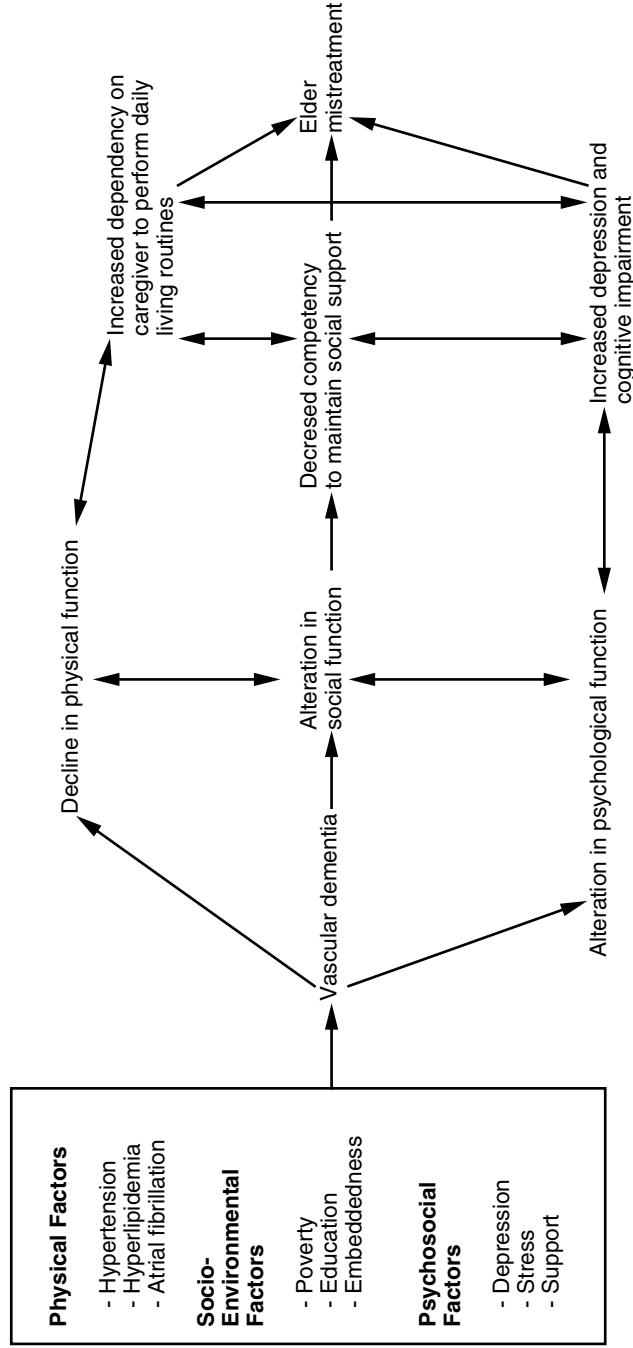 Physical Factors
- Hypertension
- Hyperlipidemia
- Atrial fibrillation
Socio-
Environmental
Factors
- Poverty
- Education
- Embeddedness
Psychosocial
Factors
- Depression
- Stress
- Support
Vascular dementia
Decline in physical function
Alteration in
social function
Alteration in psychological function
Increased dependency on
caregiver to perform daily
living routines
Decresed competency
to maintain social support
Increased depression and
cognitive impairment
Elder
mistreatment